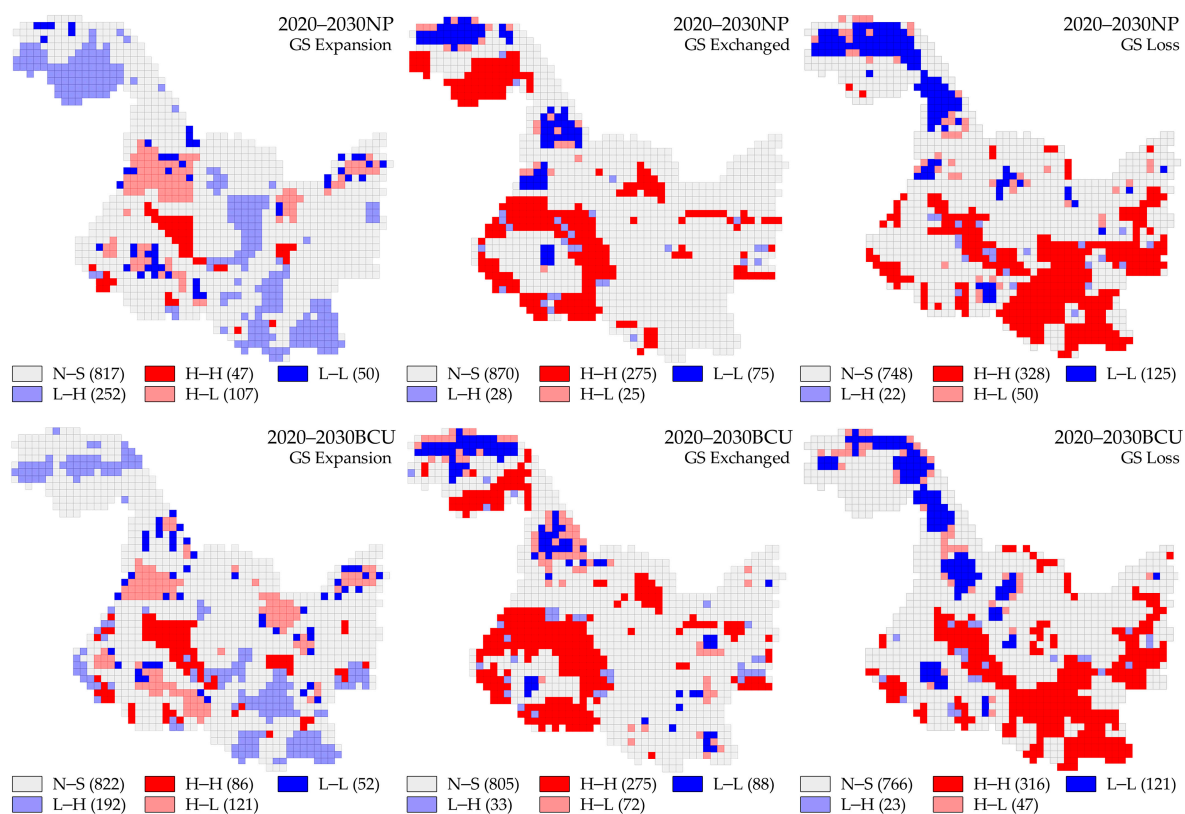 2020–2030NP
GS Expansion
N–S (817) H–H (47) L–L (50)
L–H (252) H–L (107)
2020–2030NP
GS Exchanged
N–S (870) H–H (275) L–L (75)
L–H (28) H–L (25)
2020–2030NP
GS Loss
N–S (748) H–H (328) L–L (125)
L–H (22) H–L (50)
2020–2030BCU
GS Expansion
N–S (822) H–H (86) L–L (52)
L–H (192) H–L (121)
2020–2030BCU
GS Exchanged
N–S (805) H–H (275) L–L (88)
L–H (33) H–L (72)
2020–2030BCU
GS Loss
N–S (766) H–H (316) L–L (121)
L–H (23) H–L (47)